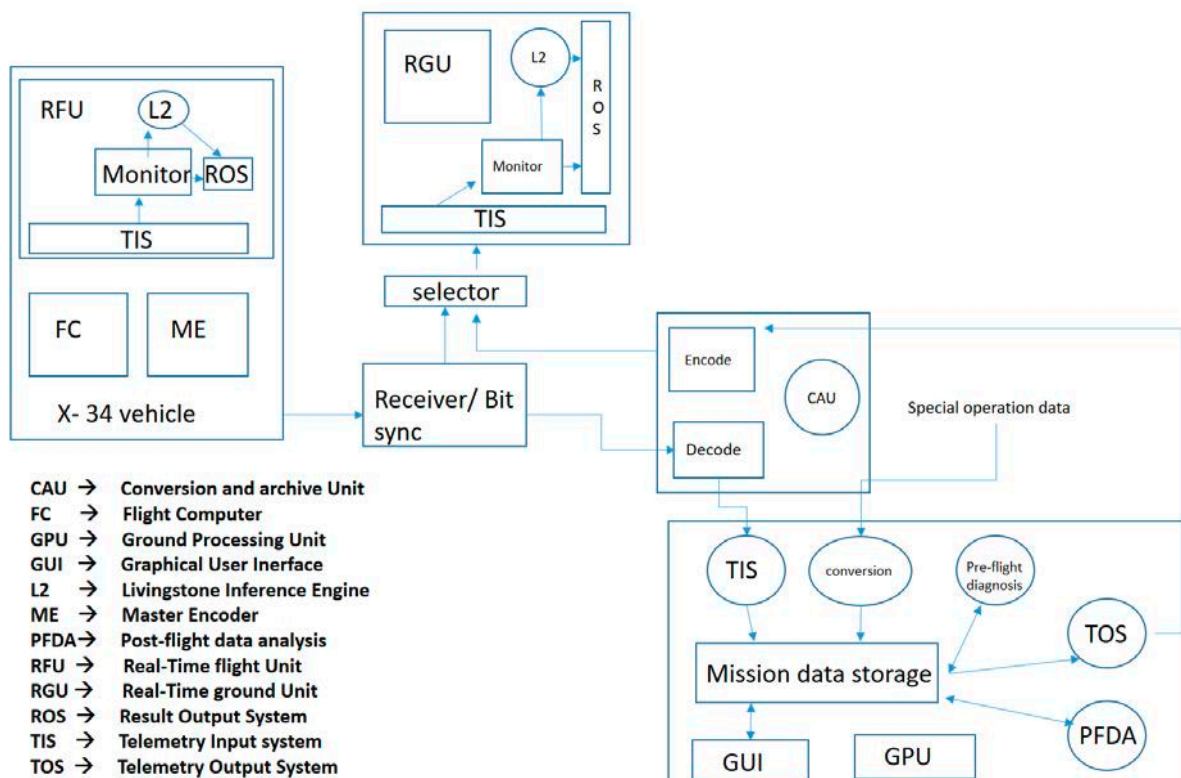 RFU
L2
Monitor
ROS
TIS
FC
ME
X- 34 vehicle
RGU
L2
R
O
S
Monitor
TIS
selector
Receiver/ Bit
sync
Encode
CAU
Decode
Special operation data
TIS
conversion
Pre-flight
diagnosis
TOS
Mission data storage
PFDA
GUI
GPU
CAU → Conversion and archive Unit
FC → Flight Computer
GPU → Ground Processing Unit
GUI → Graphical User Inerface
L2 → Livingstone Inference Engine
ME → Master Encoder
PFDA→ Post-flight data analysis
RFU → Real-Time flight Unit
RGU → Real-Time ground Unit
ROS → Result Output System
TIS → Telemetry Input system
TOS → Telemetry Output System